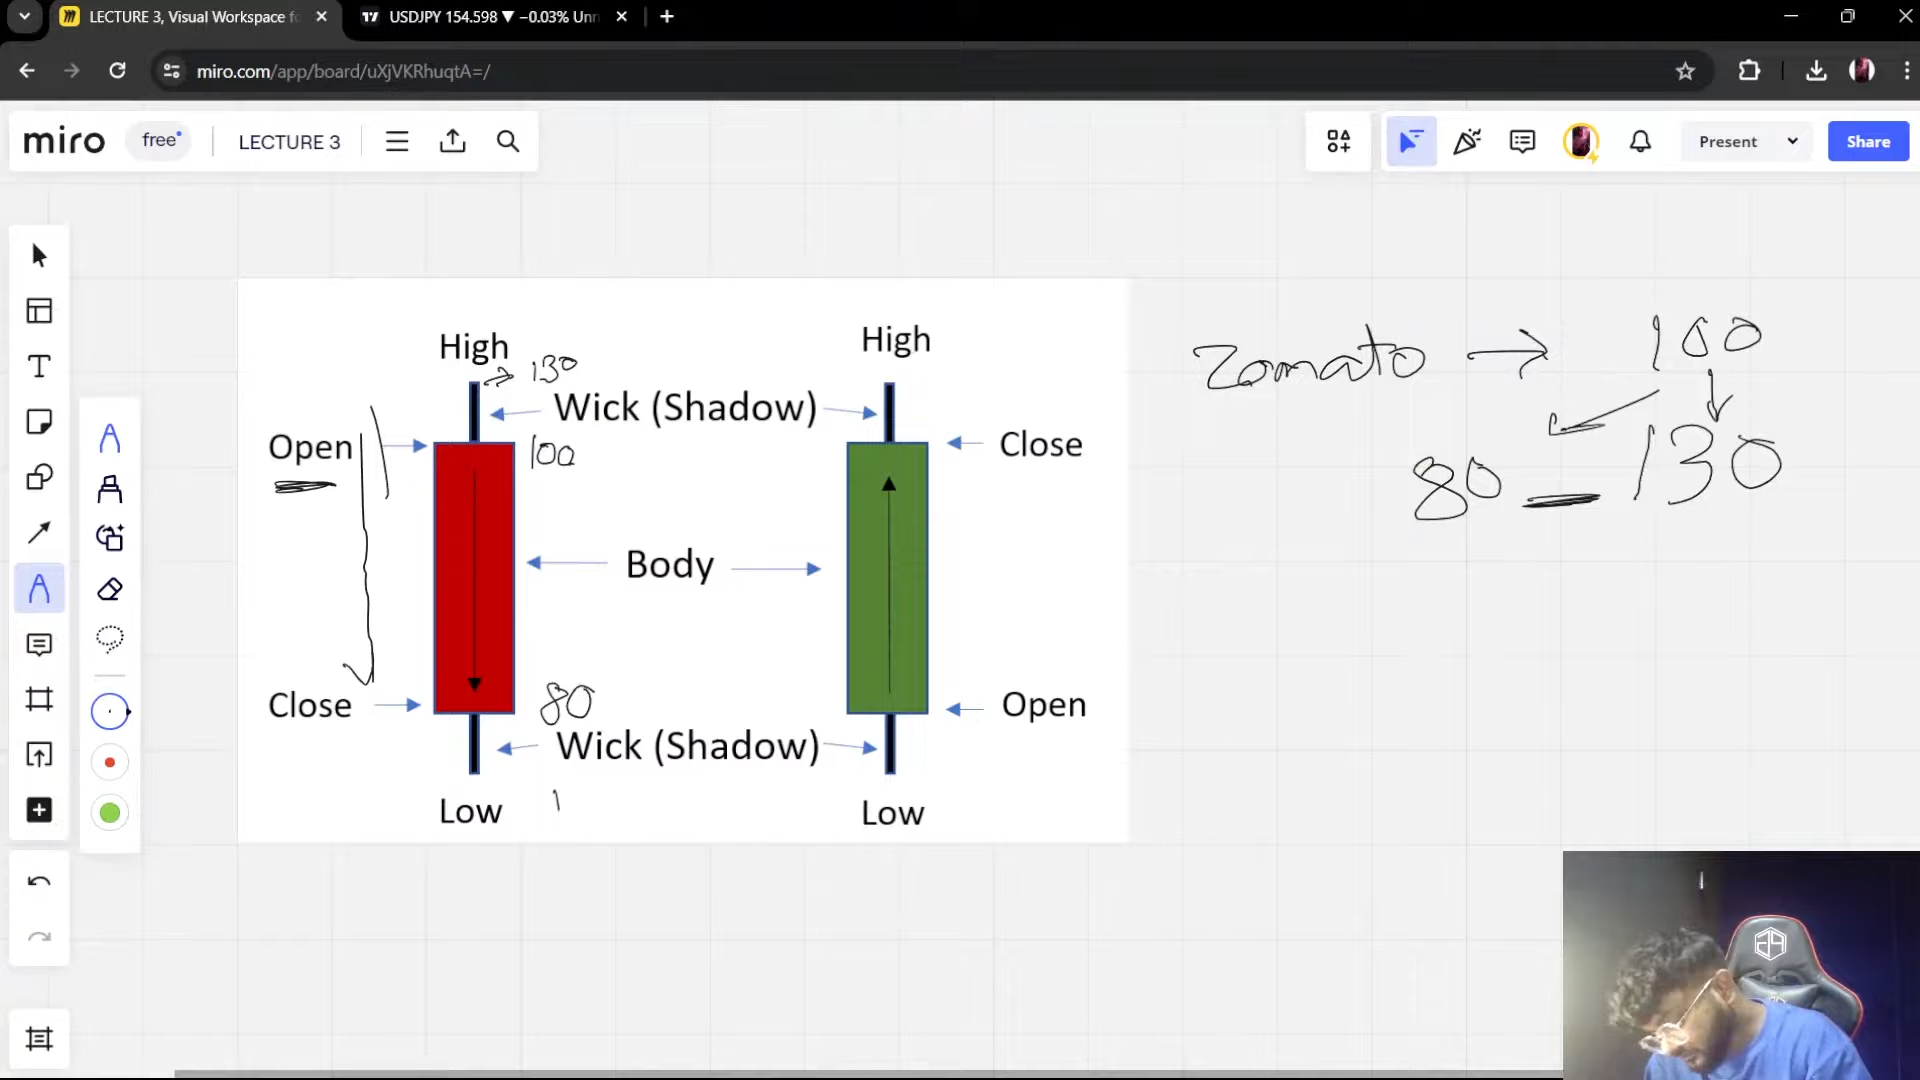 LECTURE 3, Visual Workspace fo
USDJPY 154.598 ▼ −0.03% Unn
miro.com/app/board/uXjVKRhuqtA=/
miro free LECTURE 3 Present Share
High High
130
Wick (Shadow)
Open 100 Close
Body
Close 80 Open
Wick (Shadow)
Low Low
Zomato → 100
80 130